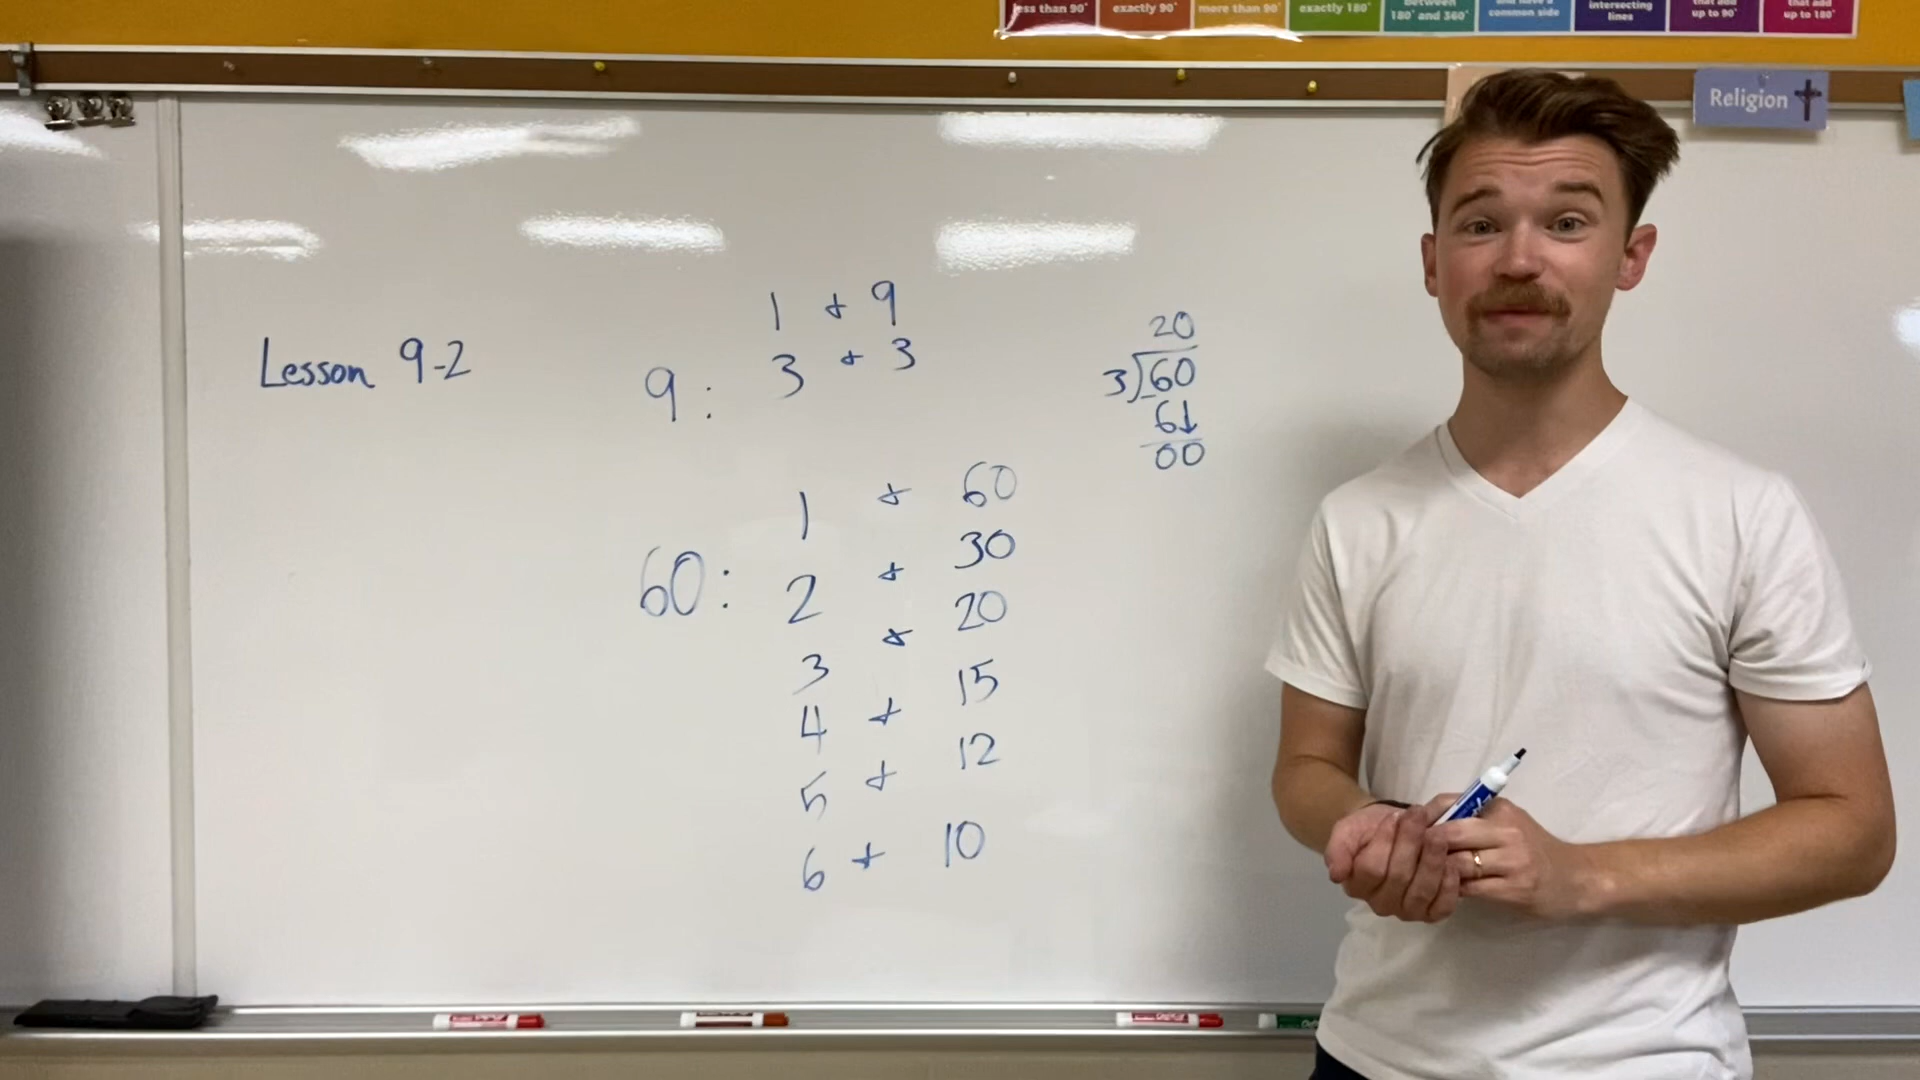 less than 90° exactly 90° more than 90° exactly 180° between 180° and 360° and have a common side intersecting lines that add up to 90° that add up to 180°
Religion
Lesson 9-2
9:
1 + 9
3 + 3
60:
1 + 60
2 + 30
3 + 20
4 + 15
5 + 12
6 + 10
20
3)60
6↓
00